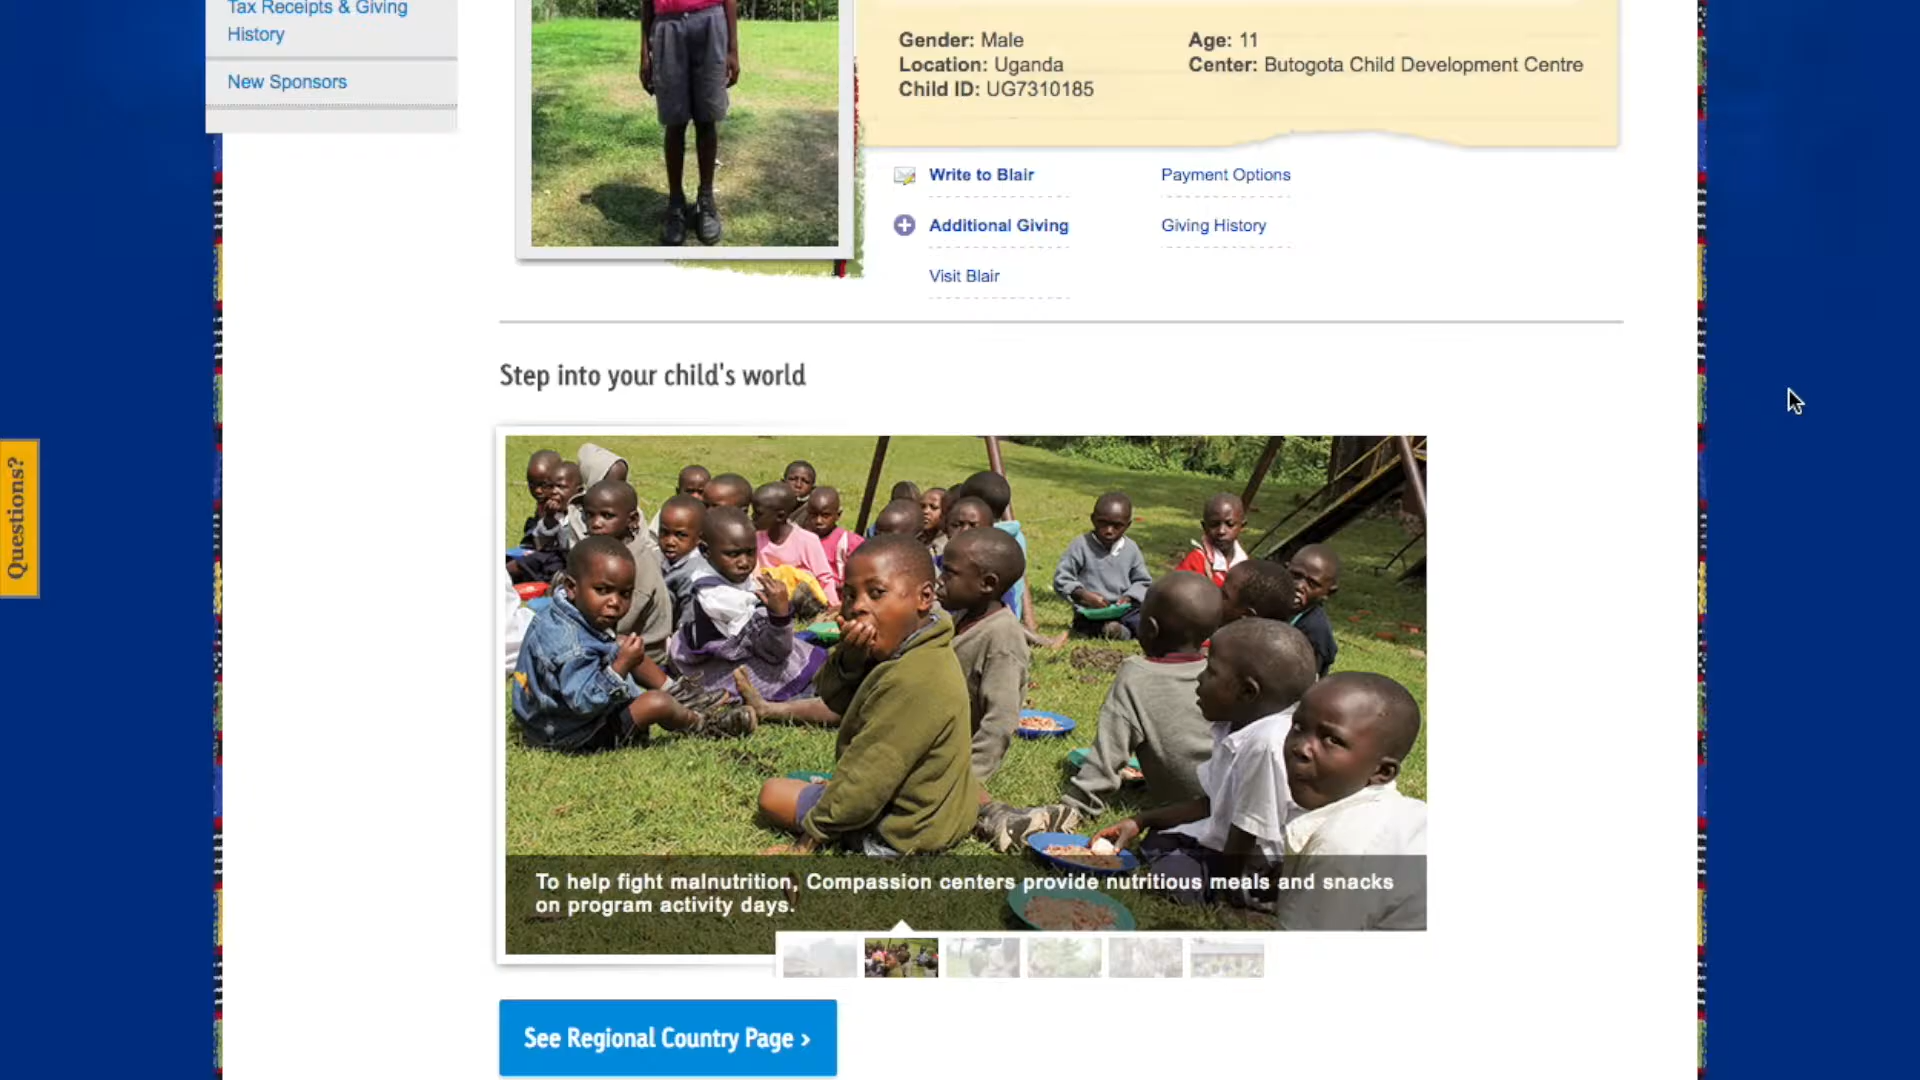 Tax Receipts & Giving
History
New Sponsors
Gender: Male
Age: 11
Location: Uganda
Center: Butogota Child Development Centre
Child ID: UG7310185
Write to Blair
Payment Options
Additional Giving
Giving History
Visit Blair
Step into your child's world
Questions?
To help fight malnutrition, Compassion centers provide nutritious meals and snacks
on program activity days.
See Regional Country Page ›